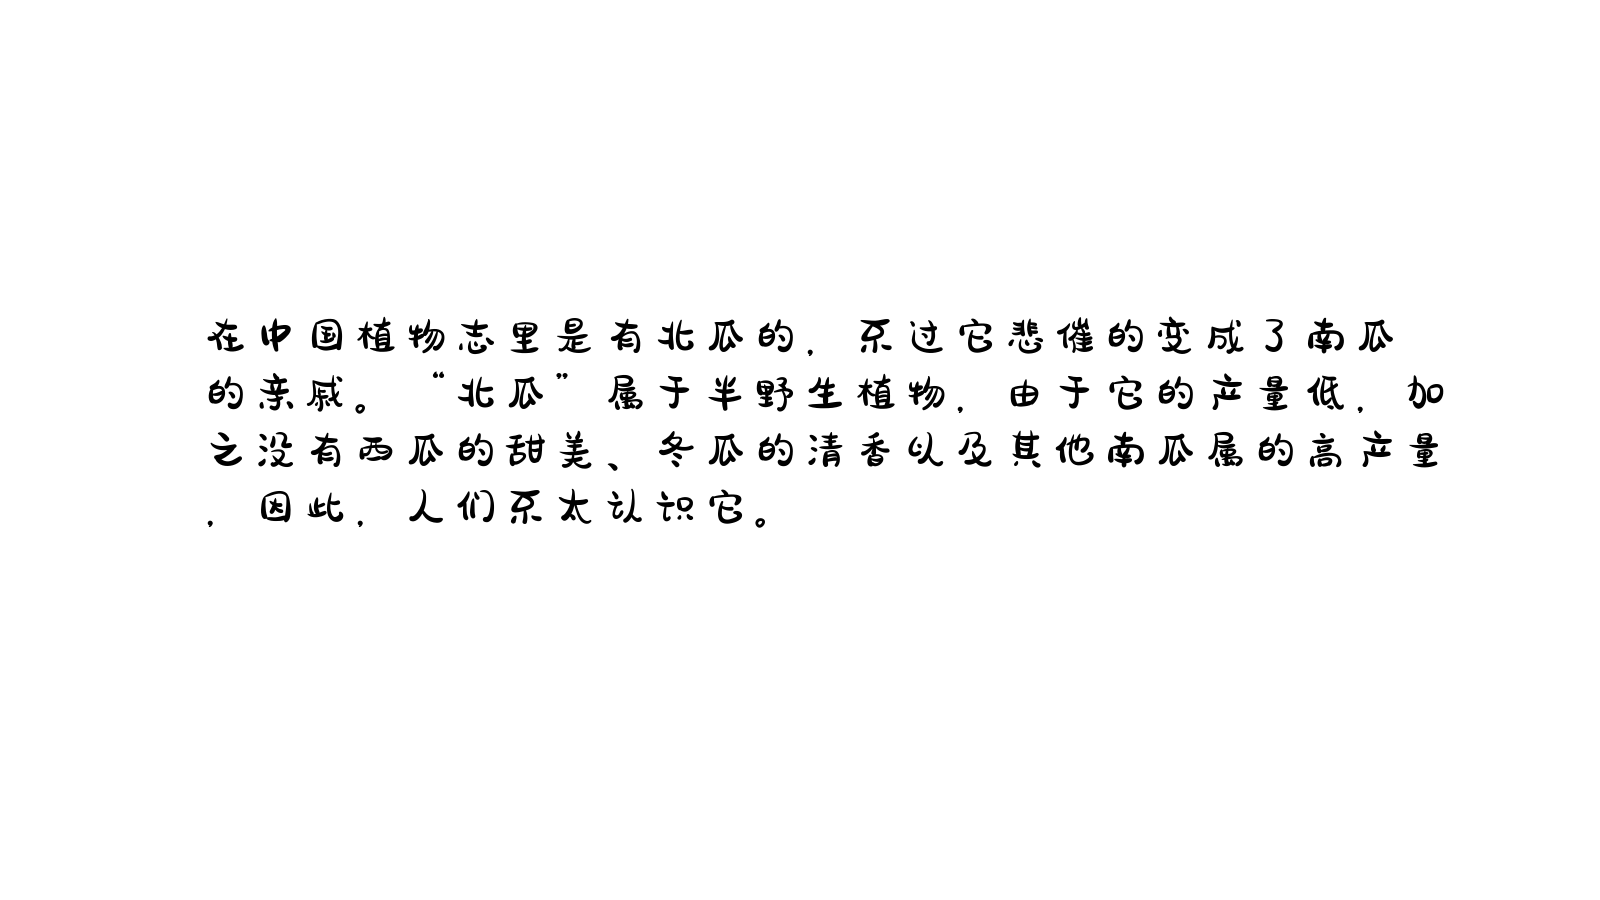 在中国植物志里是有北瓜的，不过它悲催的变成了南瓜
的亲戚。“北瓜”属于半野生植物，由于它的产量低，加
之没有西瓜的甜美、冬瓜的清香以及其他南瓜属的高产量
，因此，人们不太认识它。